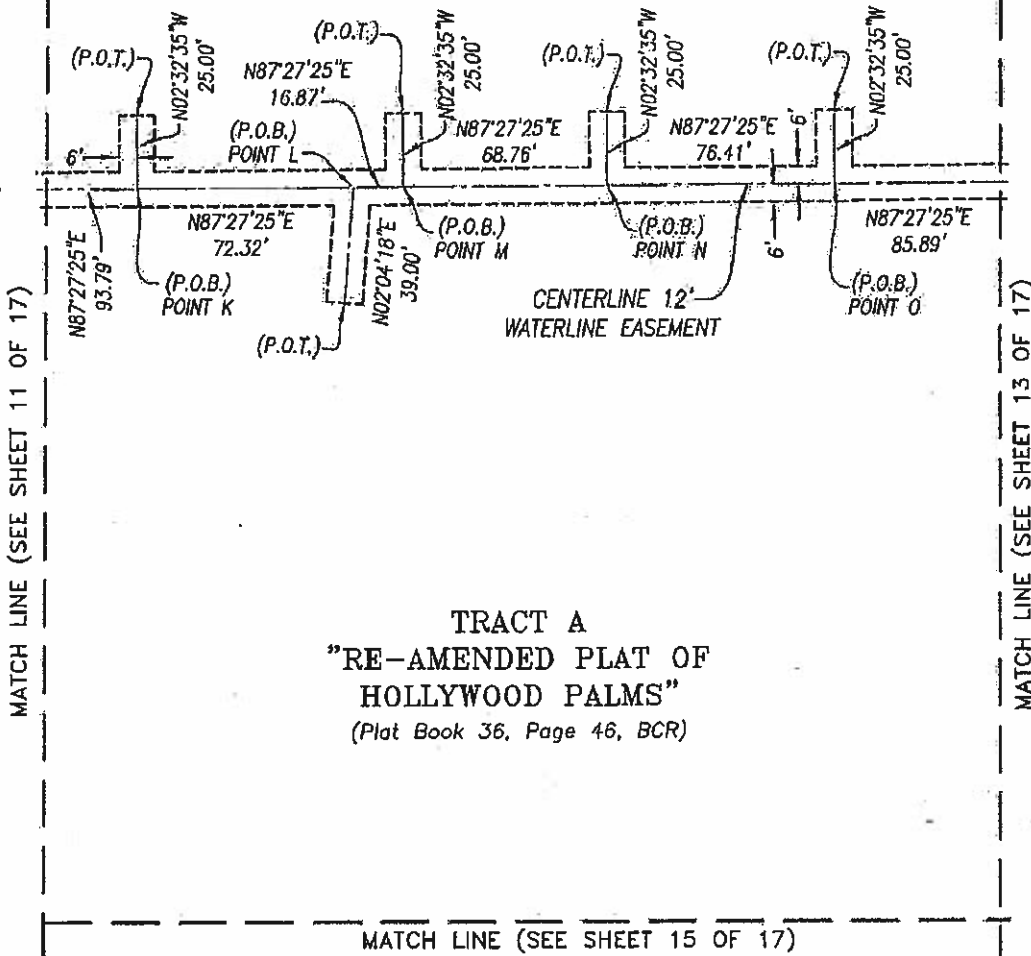 (P.O.T.)
N02°32'35"W
25.00'
N87°27'25"E
16.87'
(P.O.B.)
POINT L
(P.O.T.)
N02°32'35"W
25.00'
N87°27'25"E
68.76'
(P.O.T.)
N02°32'35"W
25.00'
N87°27'25"E
76.41'
6'
(P.O.T.)
N02°32'35"W
25.00'
6'
N87°27'25"E
93.79'
N87°27'25"E
72.32'
(P.O.B.)
POINT K
(P.O.T.)
N02°04'18"E
39.00'
(P.O.B.)
POINT M
(P.O.B.)
POINT N
6'
N87°27'25"E
85.89'
(P.O.B.)
POINT O
CENTERLINE 12'
WATERLINE EASEMENT
MATCH LINE (SEE SHEET 11 OF 17)
MATCH LINE (SEE SHEET 13 OF 17)
TRACT A
"RE-AMENDED PLAT OF
HOLLYWOOD PALMS"
(Plat Book 36, Page 46, BCR)
MATCH LINE (SEE SHEET 15 OF 17)